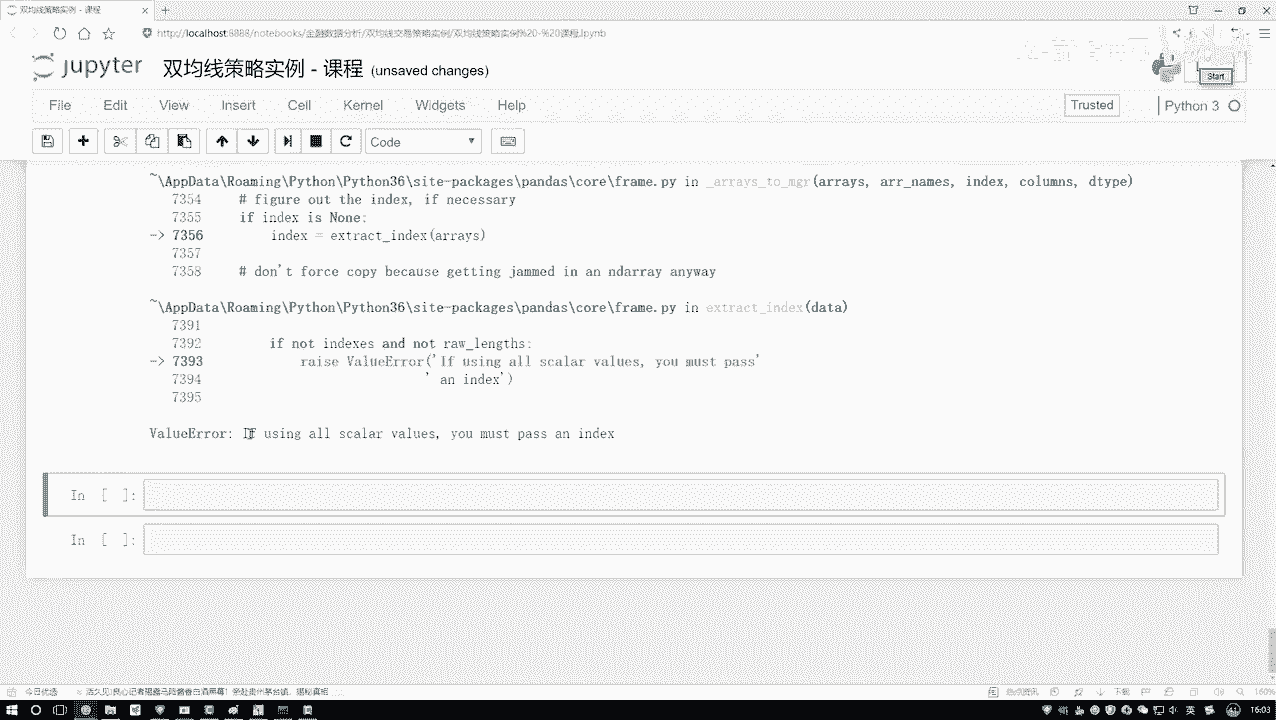 双均线策略实例 - 课程
http://localhost:8888/notebooks/金融数据分析/双均线交易策略实例/双均线策略实例%20-%20课程.ipynb
jupyter 双均线策略实例 - 课程 (unsaved changes)
Start
File Edit View Insert Cell Kernel Widgets Help
Trusted
Python 3
Code
~\AppData\Roaming\Python\Python36\site-packages\pandas\core\frame.py in _arrays_to_mgr(arrays, arr_names, index, columns, dtype)
7354 # figure out the index, if necessary
7355 if index is None:
-> 7356 index = extract_index(arrays)
7357
7358 # don't force copy because getting jammed in an ndarray anyway
~\AppData\Roaming\Python\Python36\site-packages\pandas\core\frame.py in extract_index(data)
7391
7392 if not indexes and not raw_lengths:
-> 7393 raise ValueError('If using all scalar values, you must pass'
7394 ' an index')
7395
ValueError: If using all scalar values, you must pass an index
In [ ]:
In [ ]:
今日优选
下载
160%
英
16:03